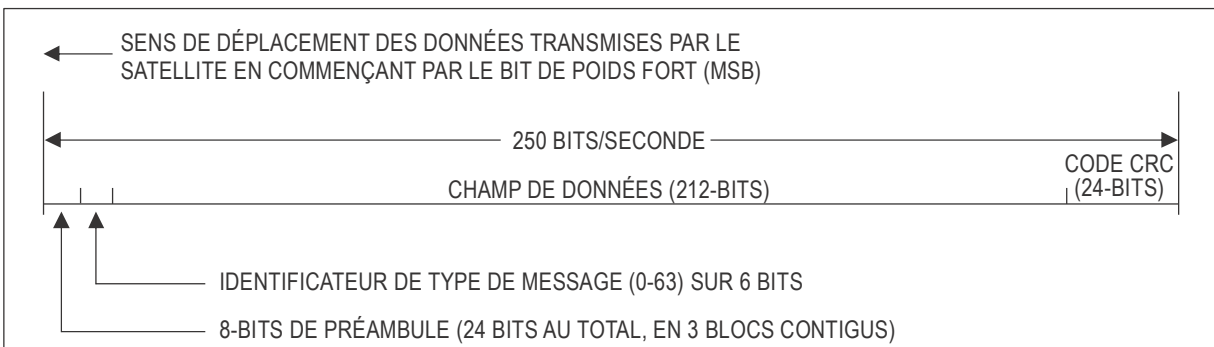 SENS DE DÉPLACEMENT DES DONNÉES TRANSMISES PAR LE
SATELLITE EN COMMENÇANT PAR LE BIT DE POIDS FORT (MSB)
250 BITS/SECONDE
CODE CRC
(24-BITS)
CHAMP DE DONNÉES (212-BITS)
IDENTIFICATEUR DE TYPE DE MESSAGE (0-63) SUR 6 BITS
8-BITS DE PRÉAMBULE (24 BITS AU TOTAL, EN 3 BLOCS CONTIGUS)